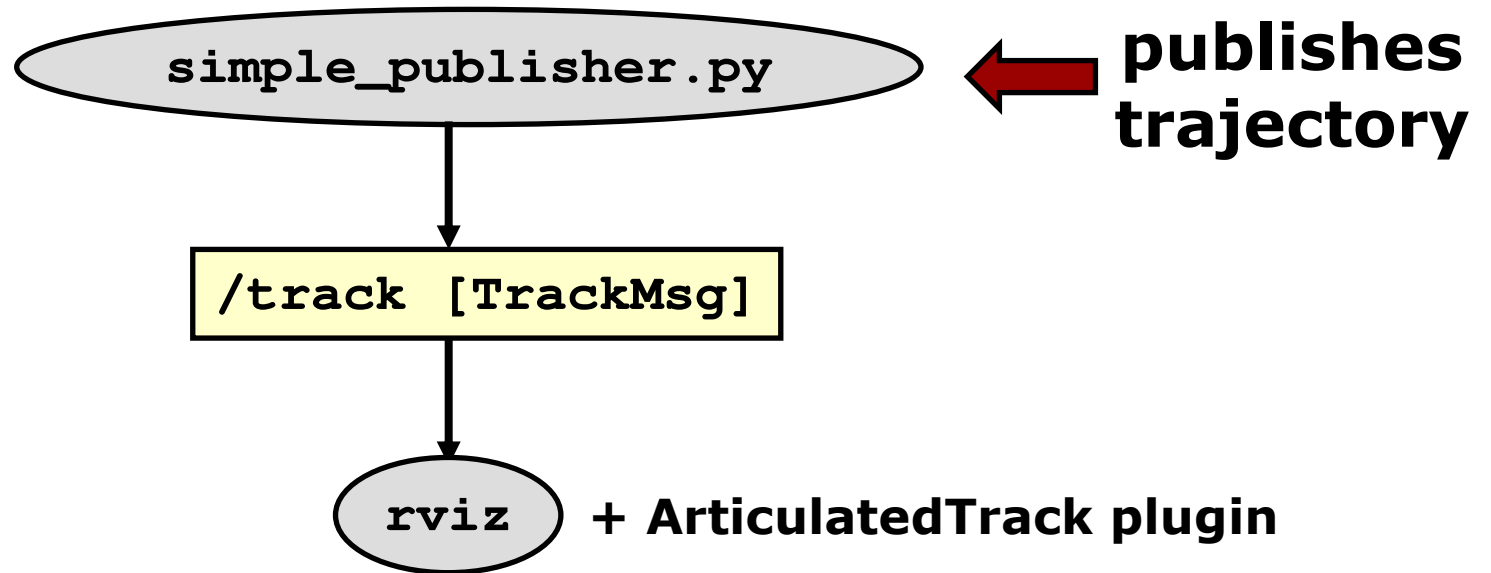 simple_publisher.py
publishes
trajectory
/track [TrackMsg]
rviz
+ ArticulatedTrack plugin